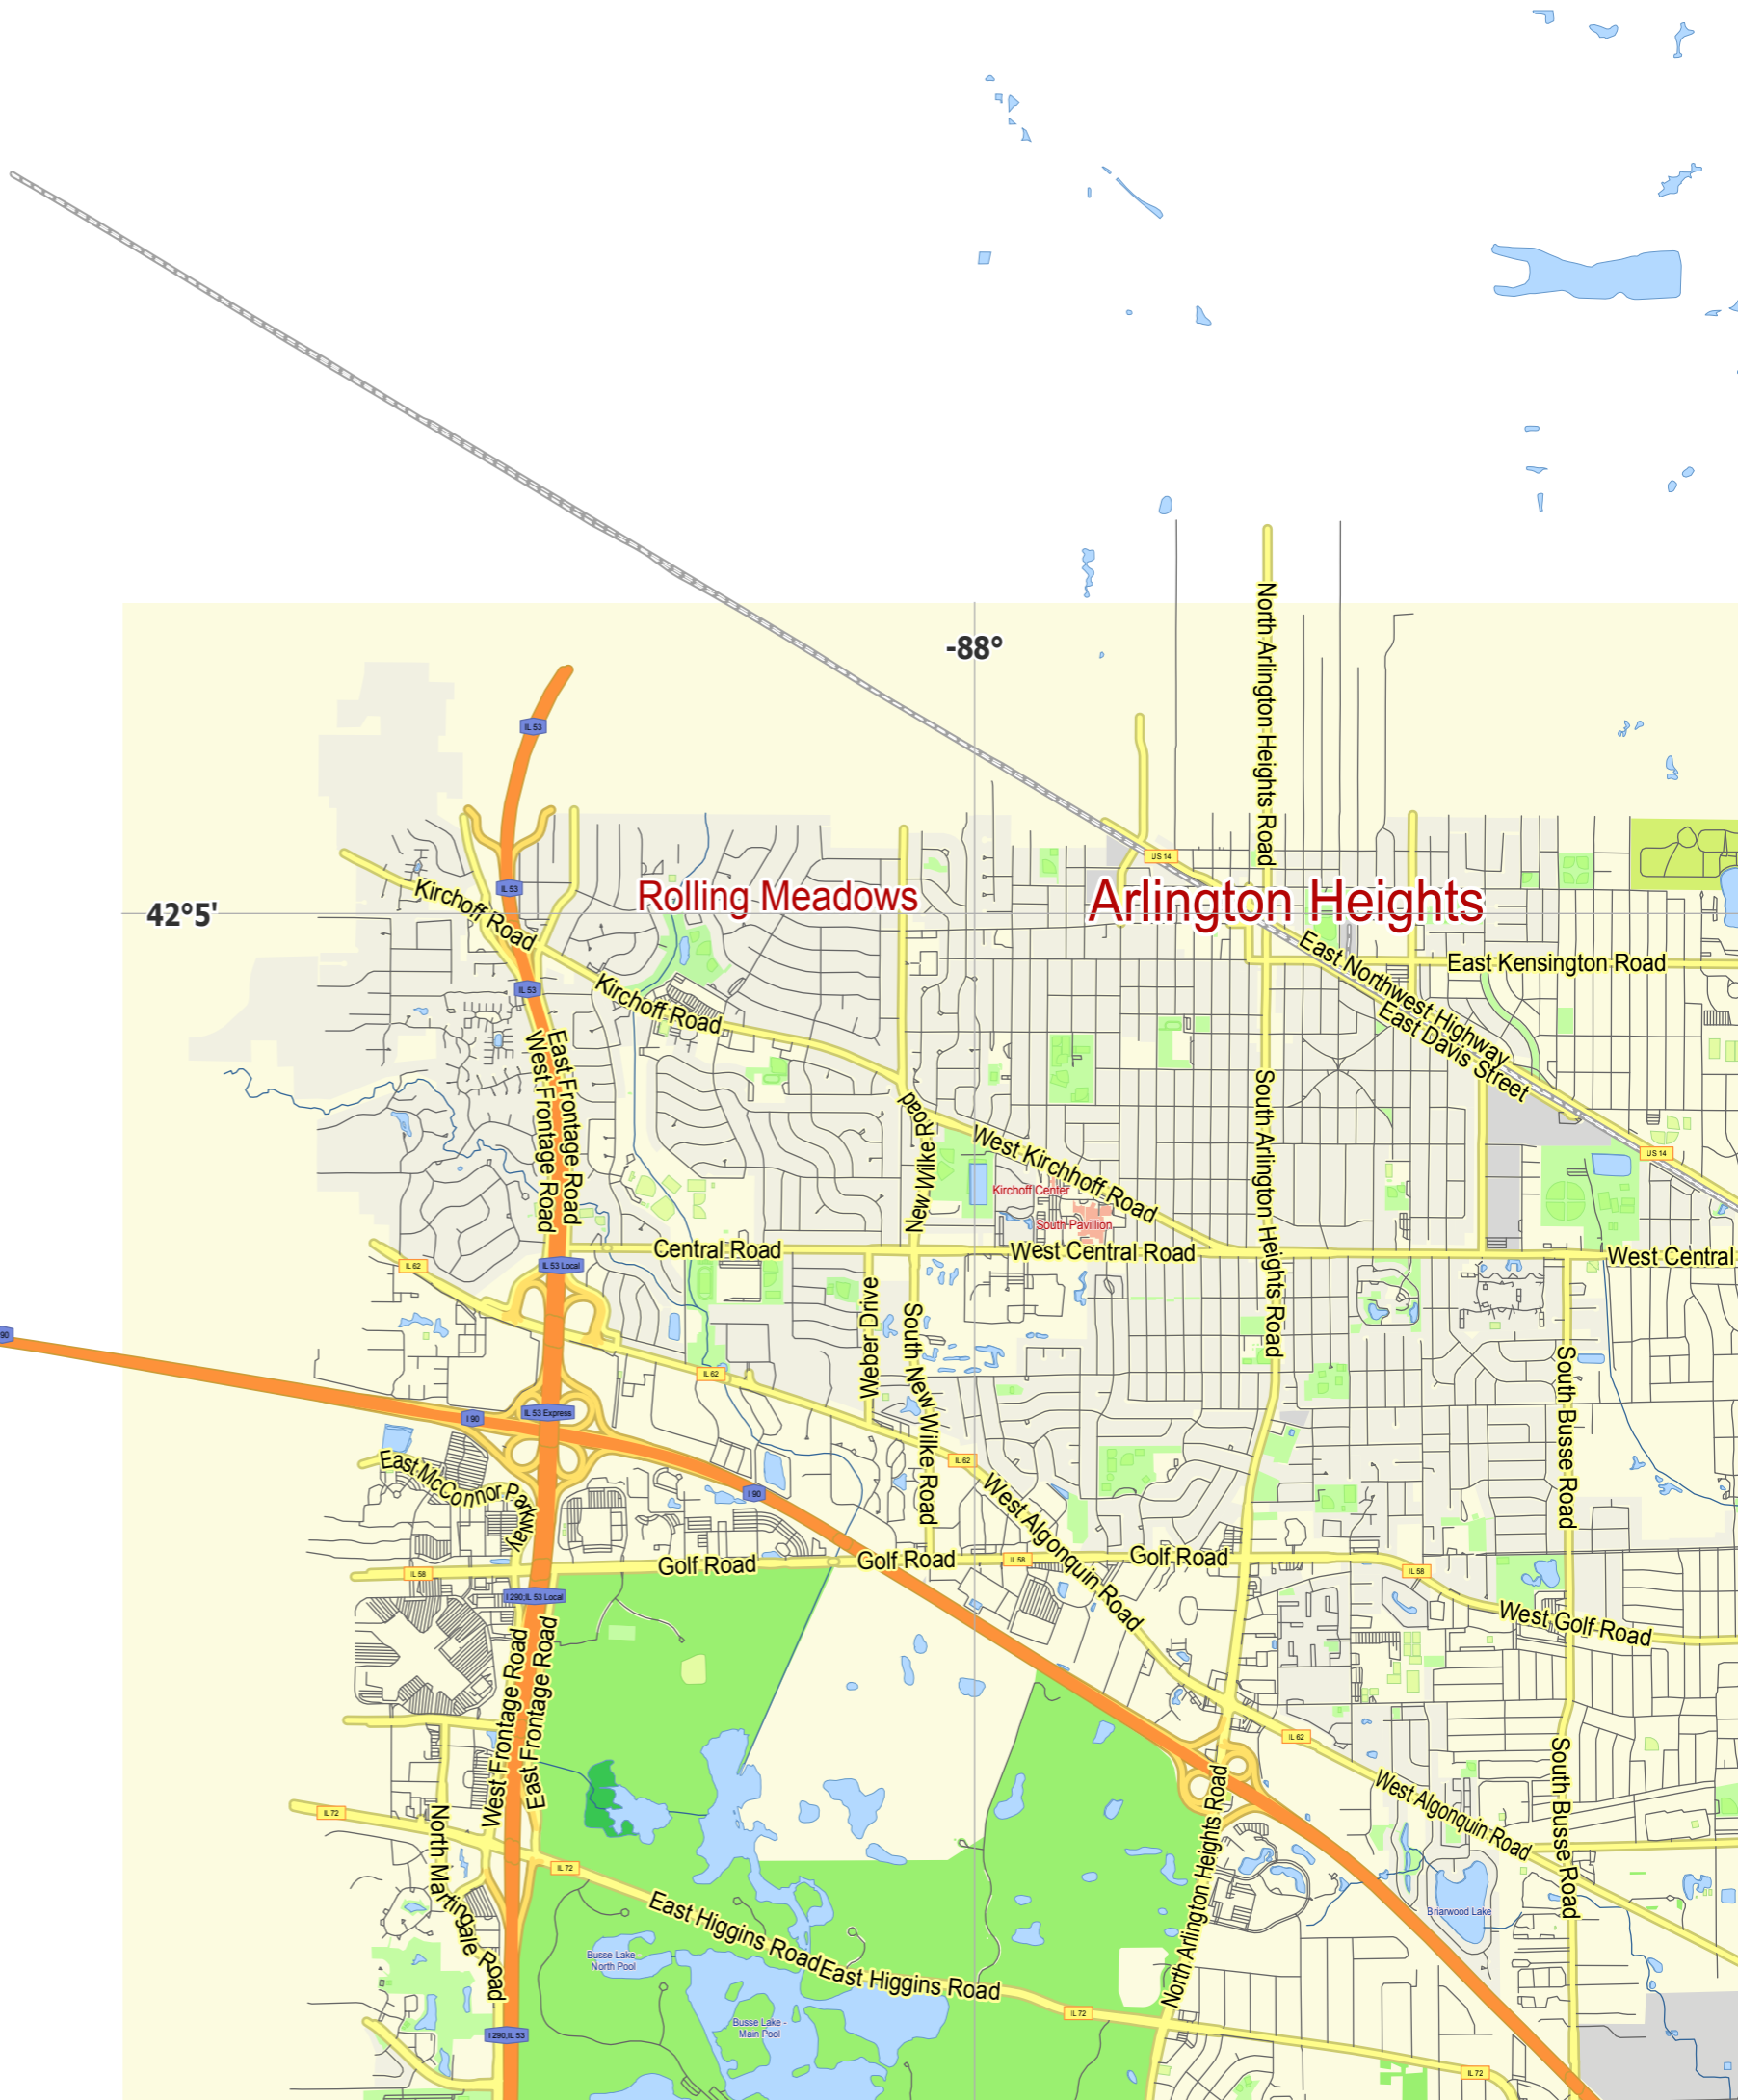 North Arlington Heights Road
-88°
IL 53
US 14
IL 53
Rolling Meadows
Arlington Heights
Kirchoff Road
42°5'
East Northwest Highway
East Kensington Road
IL 53
Kirchoff Road
East Davis Street
East Frontage Road
West Frontage Road
South Arlington Heights Road
New Wilke Road
West Kirchhoff Road
US 14
Kirchoff Center
South Pavillion
Central Road
West Central Road
West Central
IL 62
IL 53 Local
90
Weber Drive
South New Wilke Road
South Busse Road
IL 62
I 90
IL 53 Express
East McConnor Parkway
IL 62
I 90
West Algonquin Road
Golf Road
Golf Road
IL 58
Golf Road
IL 58
IL 58
I 290;IL 53 Local
West Golf Road
West Frontage Road
East Frontage Road
IL 62
South Busse Road
North Arlington Heights Road
West Algonquin Road
IL 72
North Martingale Road
IL 72
East Higgins Road
East Higgins Road
Briarwood Lake
Busse Lake -
North Pool
Busse Lake -
Main Pool
IL 72
I 290;IL 53
IL 72